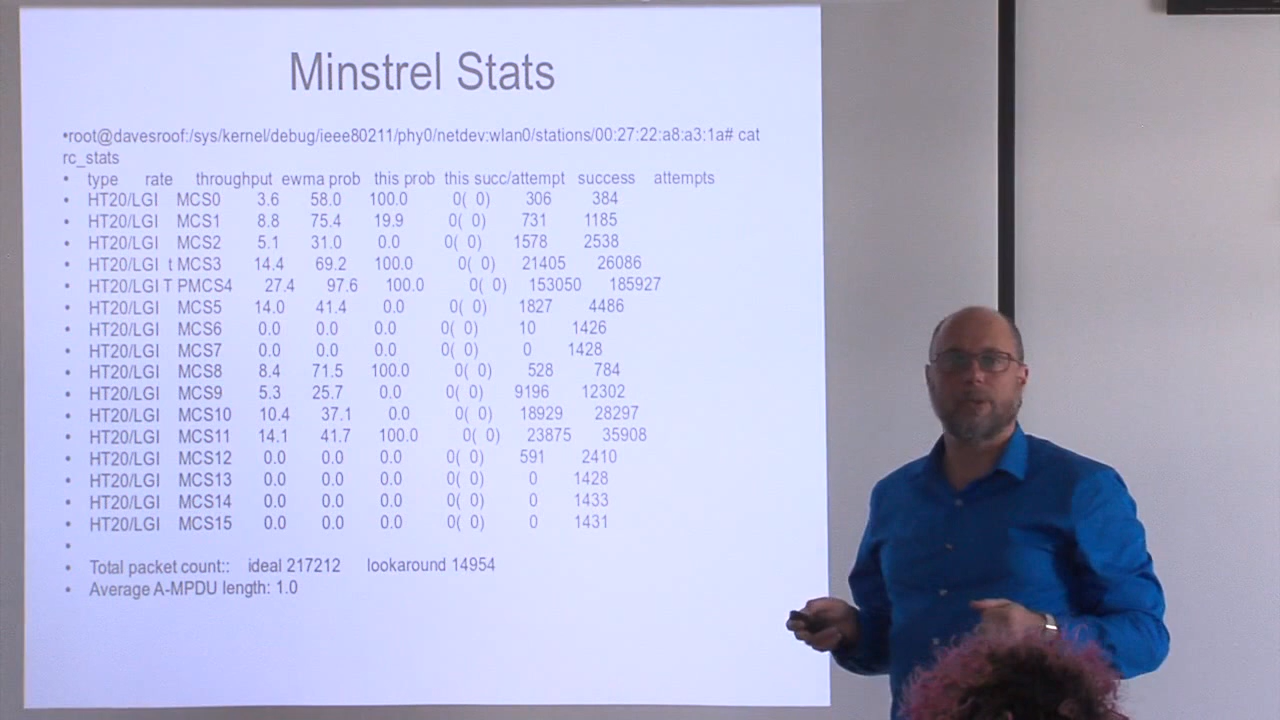 Minstrel Stats
•root@davesroof:/sys/kernel/debug/ieee80211/phy0/netdev:wlan0/stations/00:27:22:a8:a3:1a# cat
rc_stats
• type rate throughput ewma prob this prob this succ/attempt success attempts
• HT20/LGI MCS0 3.6 58.0 100.0 0( 0) 306 384
• HT20/LGI MCS1 8.8 75.4 19.9 0( 0) 731 1185
• HT20/LGI MCS2 5.1 31.0 0.0 0( 0) 1578 2538
• HT20/LGI t MCS3 14.4 69.2 100.0 0( 0) 21405 26086
• HT20/LGI T PMCS4 27.4 97.6 100.0 0( 0) 153050 185927
• HT20/LGI MCS5 14.0 41.4 0.0 0( 0) 1827 4486
• HT20/LGI MCS6 0.0 0.0 0.0 0( 0) 10 1426
• HT20/LGI MCS7 0.0 0.0 0.0 0( 0) 0 1428
• HT20/LGI MCS8 8.4 71.5 100.0 0( 0) 528 784
• HT20/LGI MCS9 5.3 25.7 0.0 0( 0) 9196 12302
• HT20/LGI MCS10 10.4 37.1 0.0 0( 0) 18929 28297
• HT20/LGI MCS11 14.1 41.7 100.0 0( 0) 23875 35908
• HT20/LGI MCS12 0.0 0.0 0.0 0( 0) 591 2410
• HT20/LGI MCS13 0.0 0.0 0.0 0( 0) 0 1428
• HT20/LGI MCS14 0.0 0.0 0.0 0( 0) 0 1433
• HT20/LGI MCS15 0.0 0.0 0.0 0( 0) 0 1431
•
• Total packet count:: ideal 217212 lookaround 14954
• Average A-MPDU length: 1.0